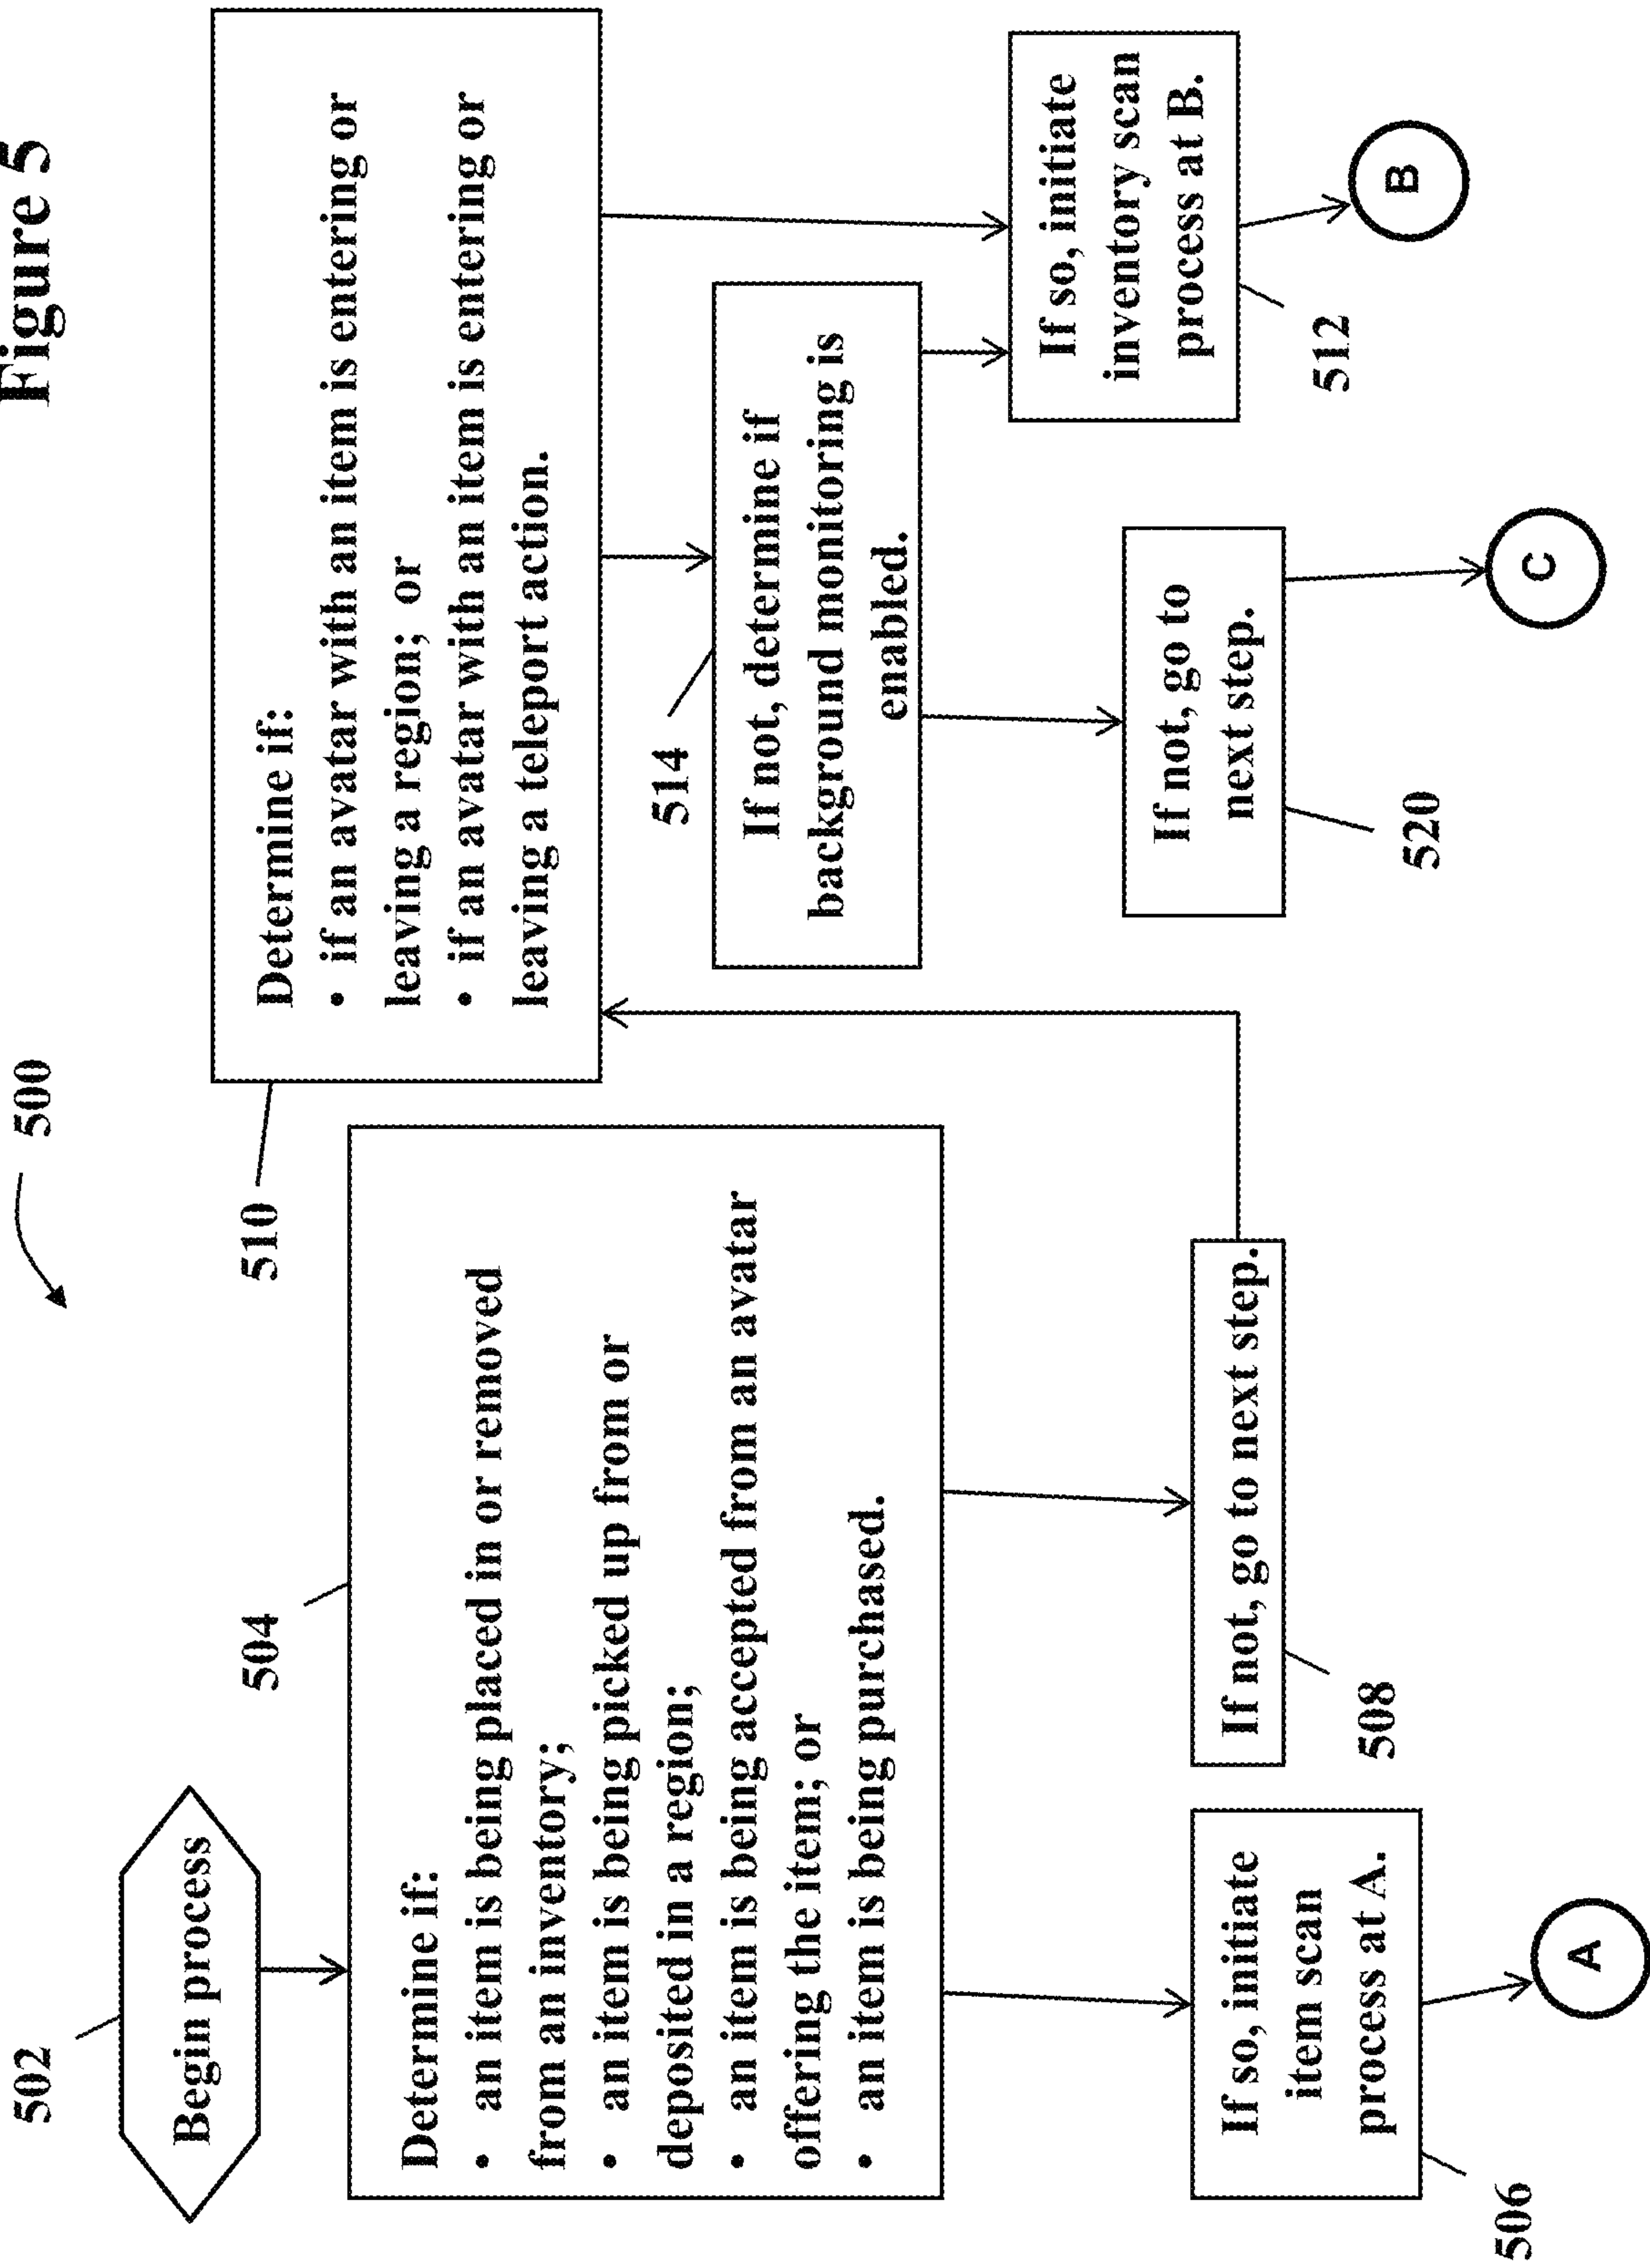 Figure 5
500
502
Begin process
504
Determine if:
• an item is being placed in or removed
from an inventory;
• an item is being picked up from or
deposited in a region;
• an item is being accepted from an avatar
offering the item; or
• an item is being purchased.
506
If so, initiate
item scan
process at A.
A
508
If not, go to next step.
510
Determine if:
• if an avatar with an item is entering or
leaving a region; or
• if an avatar with an item is entering or
leaving a teleport action.
514
If not, determine if
background monitoring is
enabled.
512
If so, initiate
inventory scan
process at B.
B
520
If not, go to
next step.
C